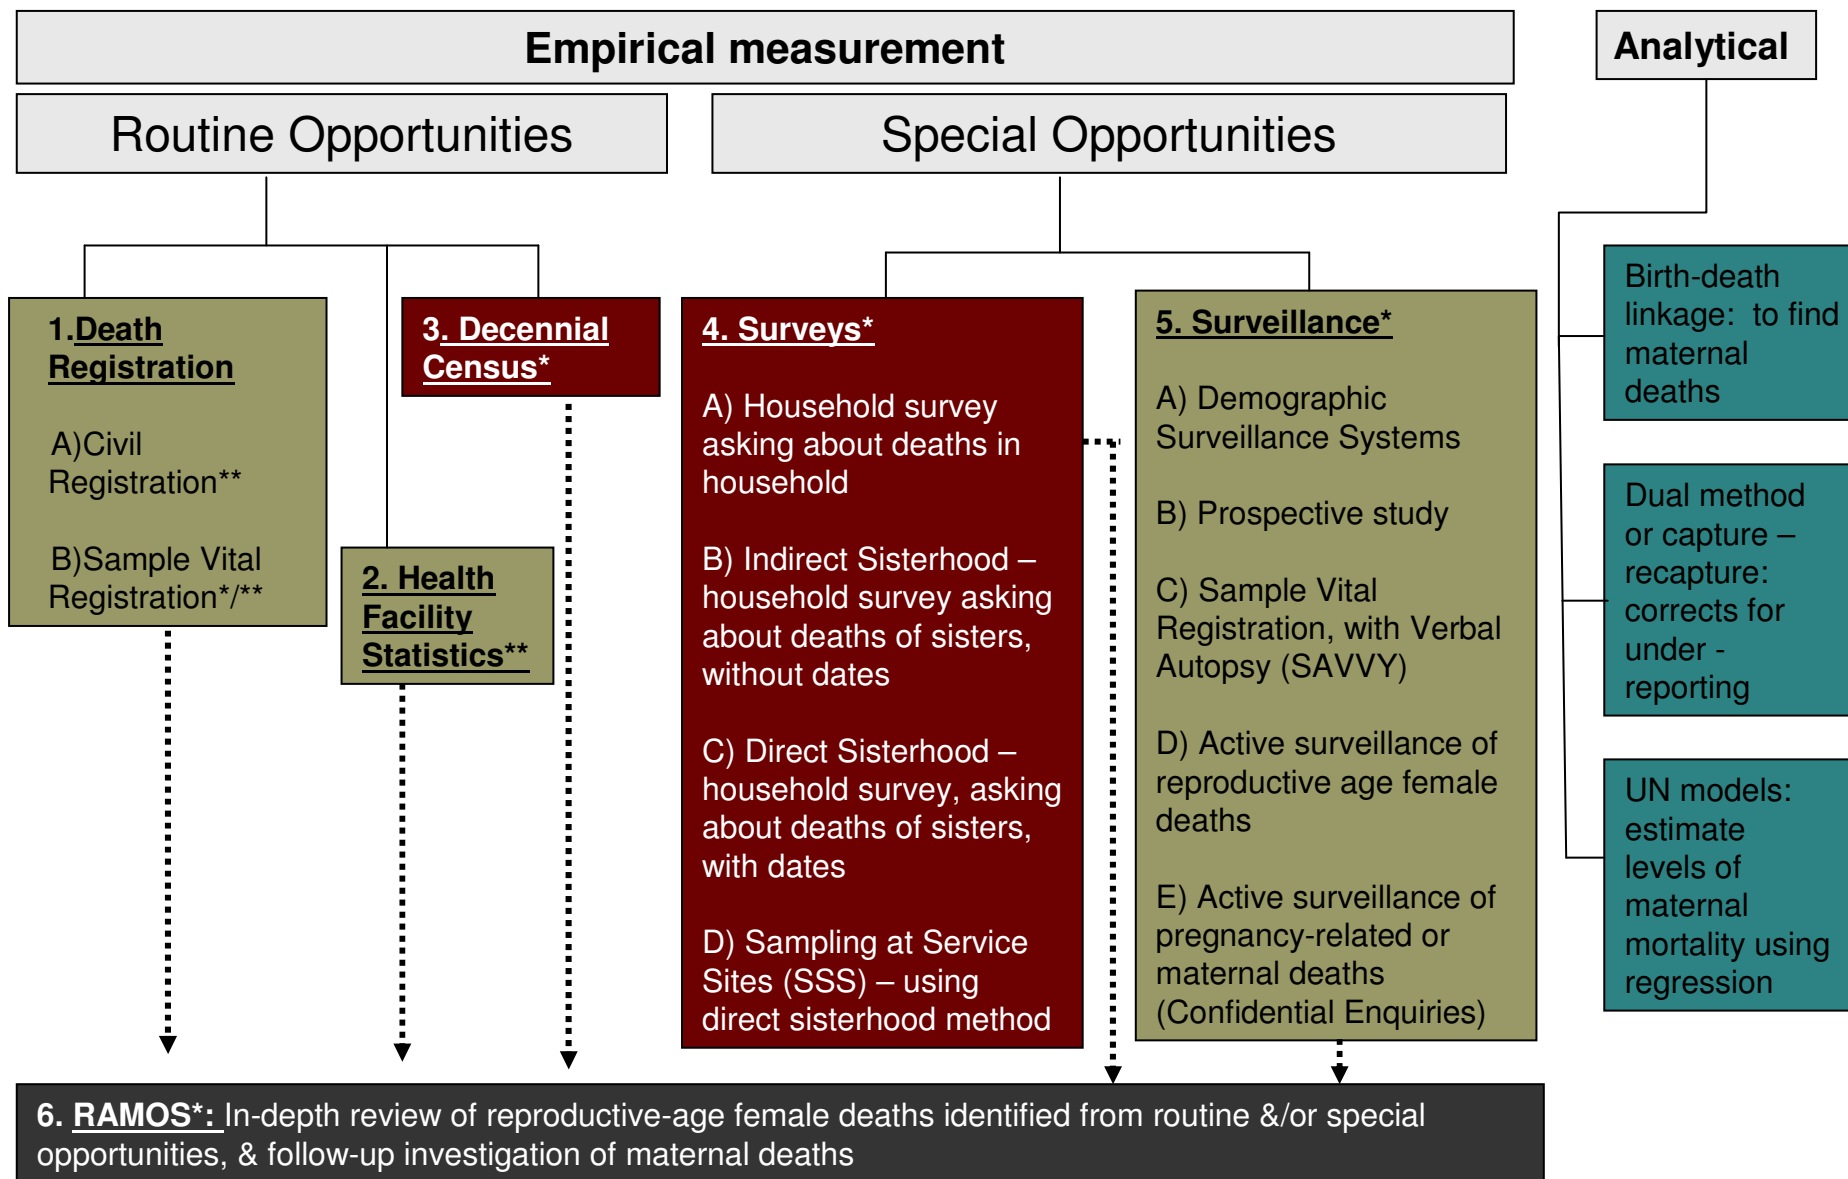 Empirical measurement
Analytical
Routine Opportunities
Special Opportunities
1.Death
Registration
A)Civil
Registration**
B)Sample Vital
Registration*/**
2. Health
Facility
Statistics**
3. Decennial
Census*
4. Surveys*
A) Household survey
asking about deaths in
household
B) Indirect Sisterhood –
household survey asking
about deaths of sisters,
without dates
C) Direct Sisterhood –
household survey, asking
about deaths of sisters,
with dates
D) Sampling at Service
Sites (SSS) – using
direct sisterhood method
5. Surveillance*
A) Demographic
Surveillance Systems
B) Prospective study
C) Sample Vital
Registration, with Verbal
Autopsy (SAVVY)
D) Active surveillance of
reproductive age female
deaths
E) Active surveillance of
pregnancy-related or
maternal deaths
(Confidential Enquiries)
Birth-death
linkage: to find
maternal
deaths
Dual method
or capture –
recapture:
corrects for
under -
reporting
UN models:
estimate
levels of
maternal
mortality using
regression
6. RAMOS*: In-depth review of reproductive-age female deaths identified from routine &/or special
opportunities, & follow-up investigation of maternal deaths